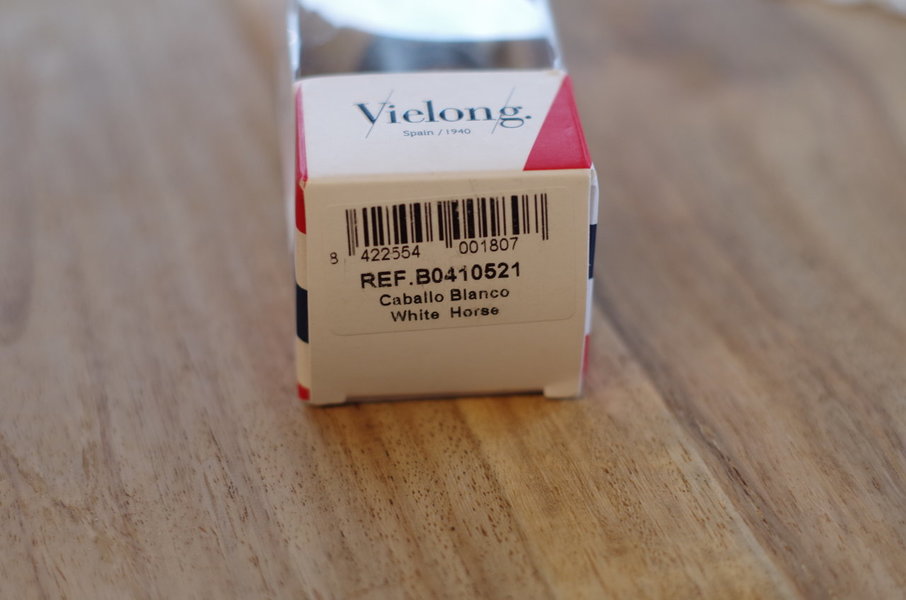 Vielong.
Spain / 1940
8 422554 001807
REF.B0410521
Caballo Blanco
White Horse